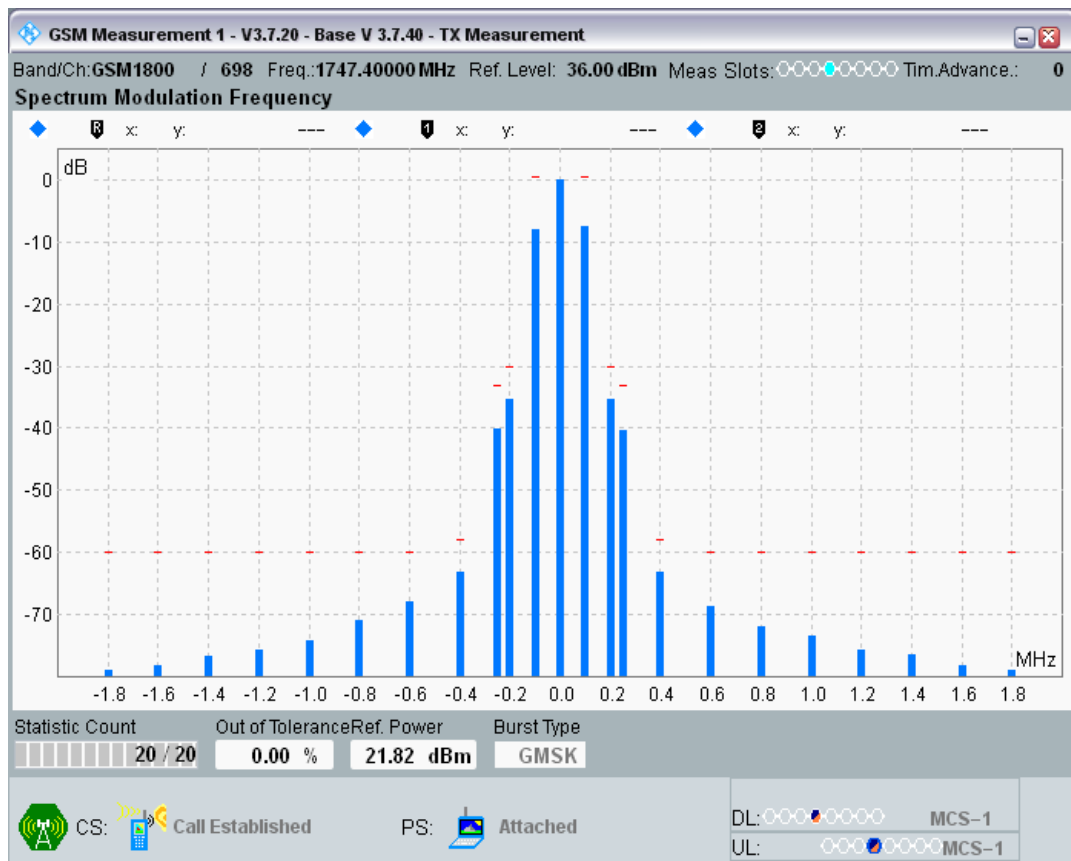 GSM Measurement 1 - V3.7.20 - Base V 3.7.40 - TX Measurement
Band/Ch:GSM1800 / 698 Freq.:1747.40000 MHz Ref. Level: 36.00 dBm Meas Slots: Tim.Advance.: 0
Spectrum Modulation Frequency
R x: y: --- 1 x: y: --- 2 x: y: ---
dB
0
-10
-20
-30
-40
-50
-60
-70
MHz
-1.8 -1.6 -1.4 -1.2 -1.0 -0.8 -0.6 -0.4 -0.2 0.0 0.2 0.4 0.6 0.8 1.0 1.2 1.4 1.6 1.8
Statistic Count Out of Tolerance Ref. Power Burst Type
20 / 20 0.00 % 21.82 dBm GMSK
CS: Call Established PS: Attached
DL: MCS-1
UL: MCS-1